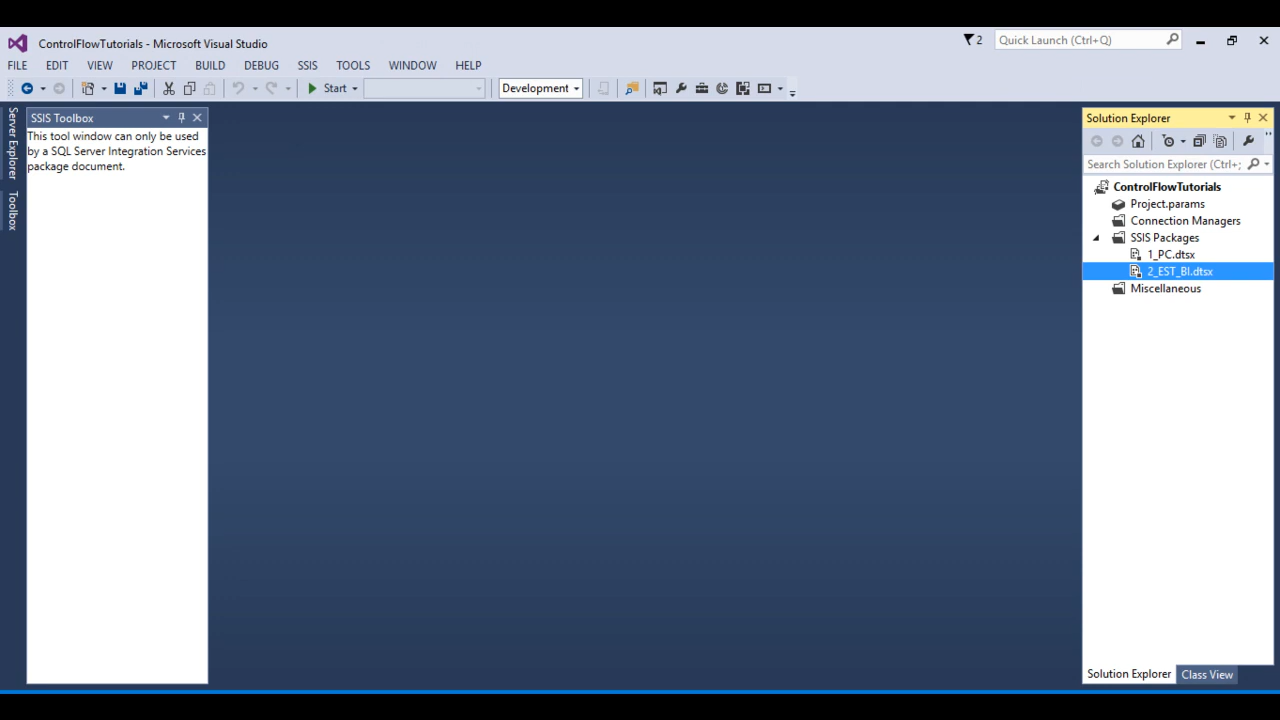 ControlFlowTutorials - Microsoft Visual Studio
2
Quick Launch (Ctrl+Q)
FILE EDIT VIEW PROJECT BUILD DEBUG SSIS TOOLS WINDOW HELP
Start
Development
Server Explorer
Toolbox
SSIS Toolbox
This tool window can only be used
by a SQL Server Integration Services
package document.
Solution Explorer
Search Solution Explorer (Ctrl+;
ControlFlowTutorials
Project.params
Connection Managers
SSIS Packages
1_PC.dtsx
2_EST_BI.dtsx
Miscellaneous
Solution Explorer Class View